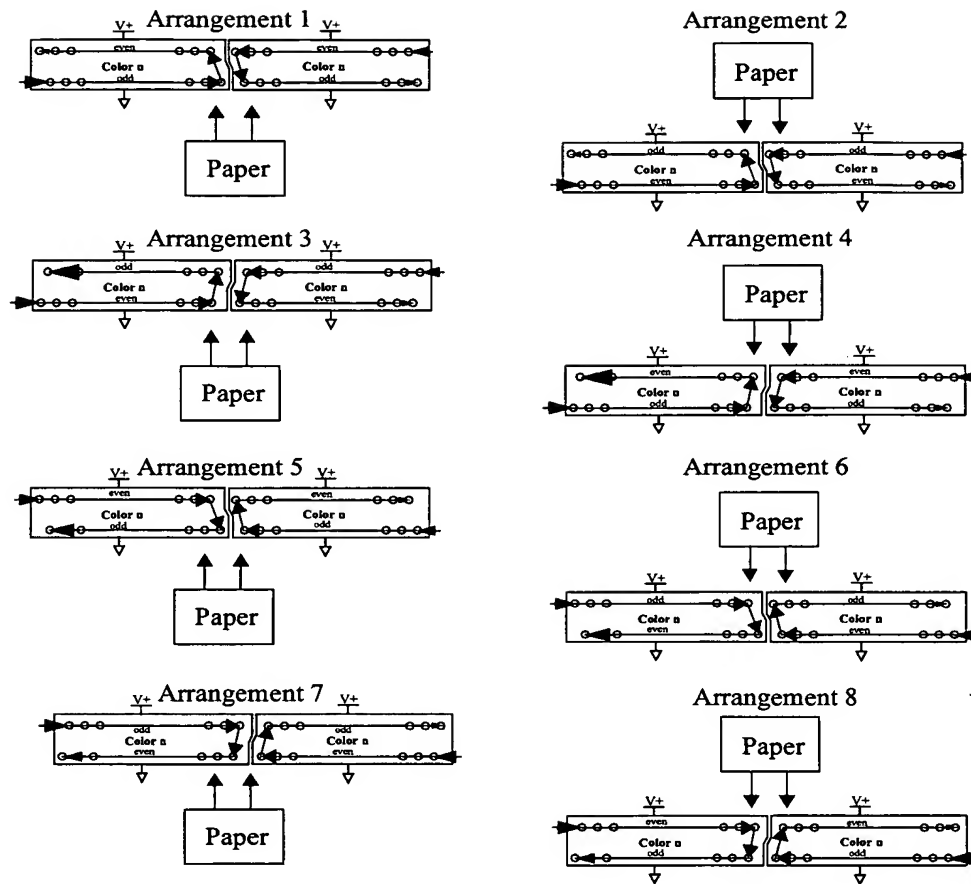 Arrangement 1
V+ V+
even even
Color n Color n
odd odd
Paper
Arrangement 2
Paper
V+ V+
odd odd
Color n Color n
even even
Arrangement 3
V+ V+
odd odd
Color n Color n
even even
Paper
Arrangement 4
Paper
V+ V+
even even
Color n Color n
odd odd
Arrangement 5
V+ V+
even even
Color n Color n
odd odd
Paper
Arrangement 6
Paper
V+ V+
odd odd
Color n Color n
even even
Arrangement 7
V+ V+
odd odd
Color n Color n
even even
Paper
Arrangement 8
Paper
V+ V+
even even
Color n Color n
odd odd